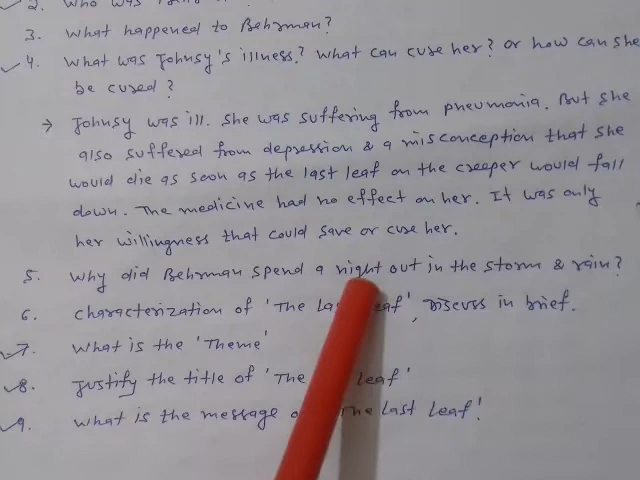 2. Who was
3. What happened to Behrman?
4. What was Johnsy's illness? What can cure her? or how can she
be cured?
→ Johnsy was ill. She was suffering from pneumonia. But she
also suffered from depression & a misconception that she
would die as soon as the last leaf on the creeper would fall
down. The medicine had no effect on her. It was only
her willingness that could save or cure her.
5. Why did Behrman spend a night out in the storm & rain?
6. Characterization of 'The Last Leaf', Discuss in brief.
7. What is the 'Theme'
8. Justify the title of 'The leaf'
9. What is the message The last leaf!